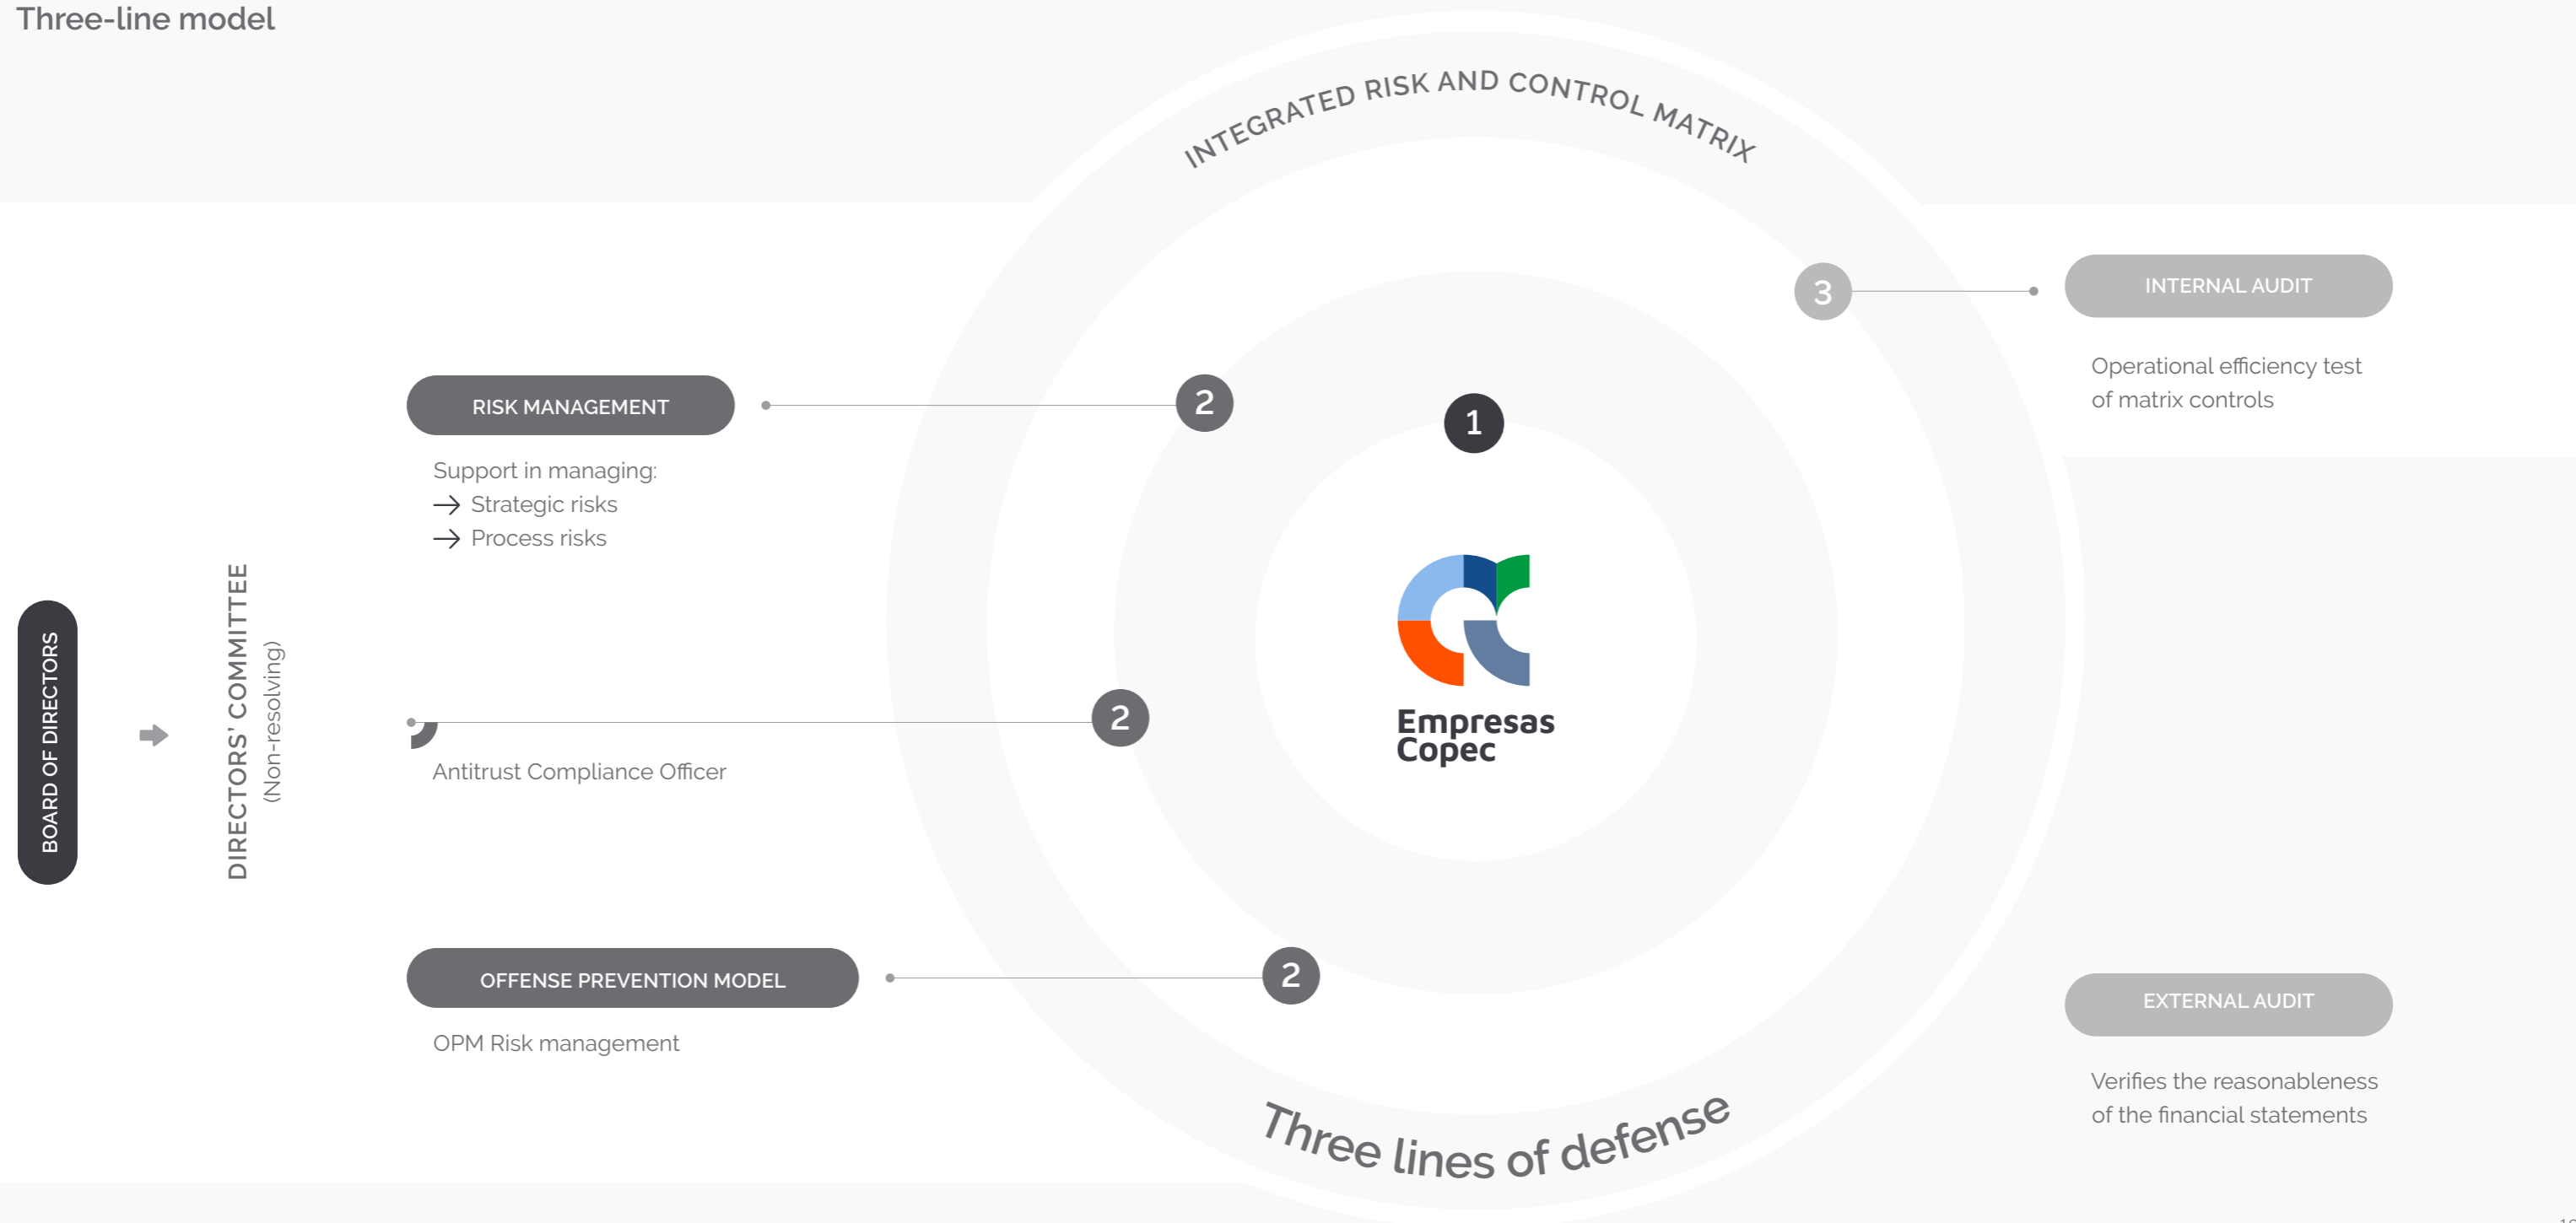 Three-line model
INTEGRATED RISK AND CONTROL MATRIX
BOARD OF DIRECTORS
DIRECTORS' COMMITTEE
(Non-resolving)
RISK MANAGEMENT
Support in managing:
→ Strategic risks
→ Process risks
2
Antitrust Compliance Officer
2
OFFENSE PREVENTION MODEL
OPM Risk management
2
1
Empresas
Copec
3
INTERNAL AUDIT
Operational efficiency test
of matrix controls
EXTERNAL AUDIT
Verifies the reasonableness
of the financial statements
Three lines of defense